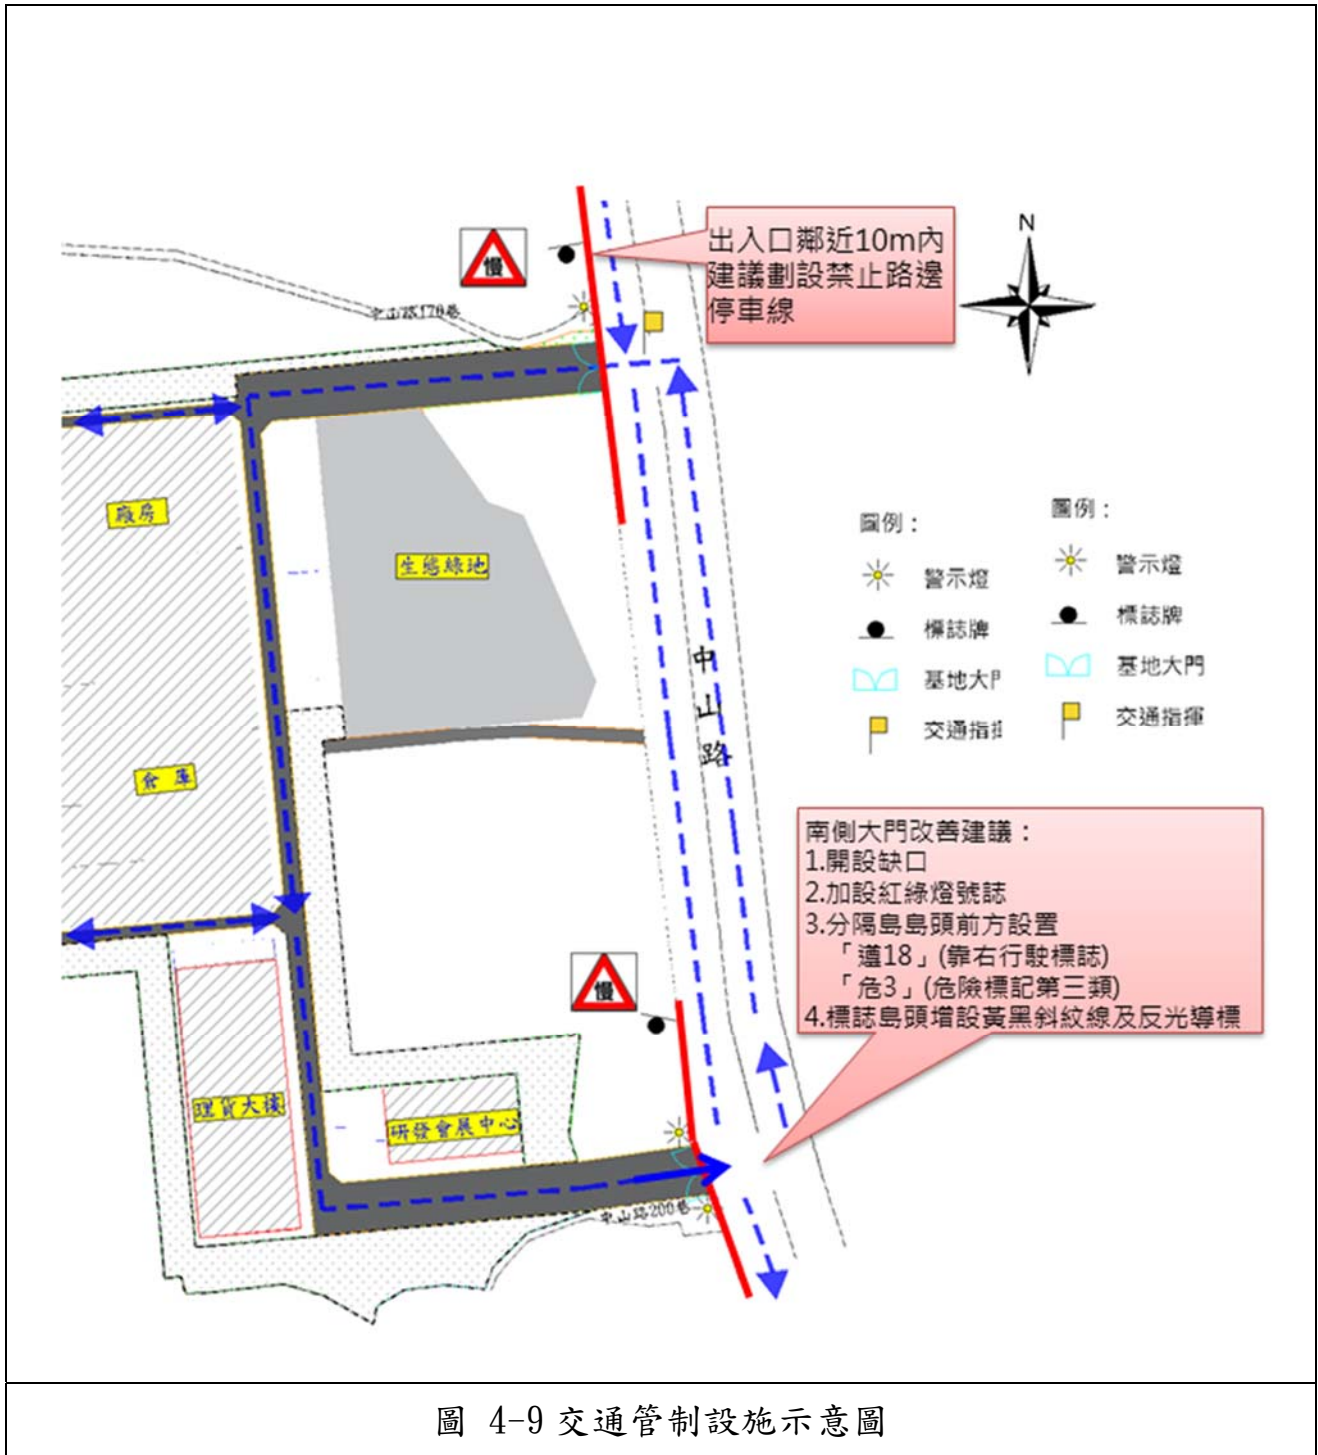 出入口鄰近10m內
建議劃設禁止路邊
停車線
N
慢
中山路170巷
廠房
生態綠地
圖例：
警示燈
標誌牌
基地大門
交通指揮
圖例：
警示燈
標誌牌
基地大門
交通指揮
中山路
倉庫
南側大門改善建議：
1.開設缺口
2.加設紅綠燈號誌
3.分隔島島頭前方設置
「遵18」(靠右行駛標誌)
「危3」(危險標記第三類)
4.標誌島頭增設黃黑斜紋線及反光導標
慢
理貨大樓
研發會展中心
中山路200巷
圖 4-9 交通管制設施示意圖